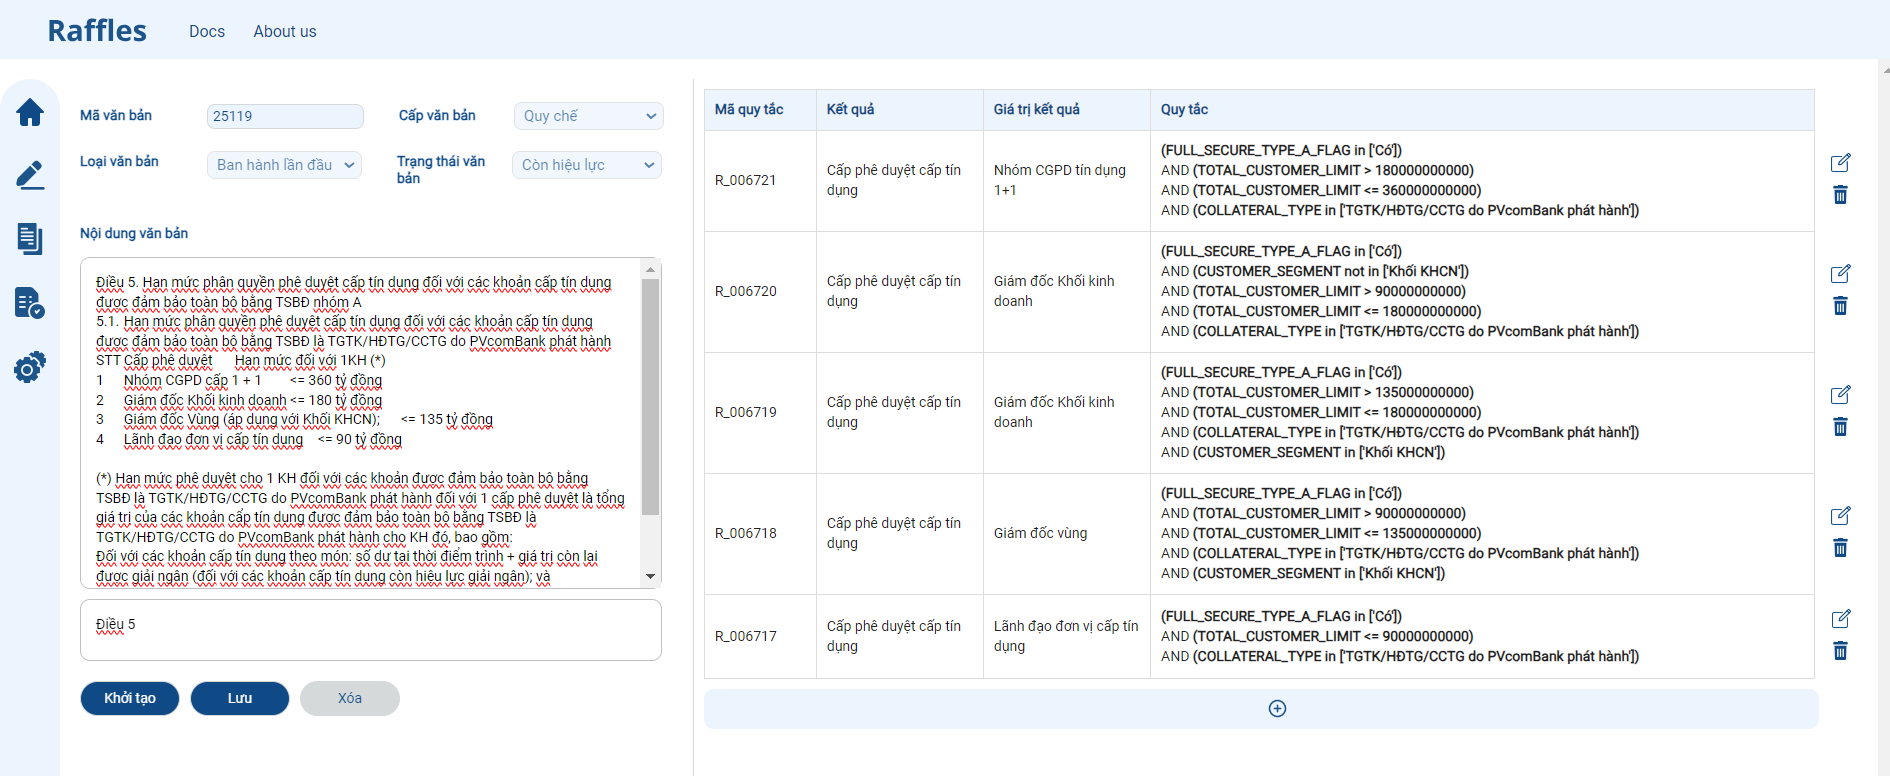 Raffles
Docs
About us
Mã văn bản
25119
Cấp văn bản
Quy chế
Loại văn bản
Ban hành lần đầu
Trạng thái văn
bản
Còn hiệu lực
Nội dung văn bản
Điều 5. Hạn mức phân quyền phê duyệt cấp tín dụng đối với các khoản cấp tín dụng
được đảm bảo toàn bộ bằng TSBĐ nhóm A
5.1. Hạn mức phân quyền phê duyệt cấp tín dụng đối với các khoản cấp tín dụng
được đảm bảo toàn bộ bằng TSBĐ là TGTK/HĐTG/CCTG do PVcomBank phát hành
STT Cấp phê duyệt Hạn mức đối với 1KH (*)
1 Nhóm CGPD cấp 1 + 1 <= 360 tỷ đồng
2 Giám đốc Khối kinh doanh <= 180 tỷ đồng
3 Giám đốc Vùng (áp dụng với Khối KHCN); <= 135 tỷ đồng
4 Lãnh đạo đơn vị cấp tín dụng <= 90 tỷ đồng
(*) Hạn mức phê duyệt cho 1 KH đối với các khoản được đảm bảo toàn bộ bằng
TSBĐ là TGTK/HĐTG/CCTG do PVcomBank phát hành đối với 1 cấp phê duyệt là tổng
giá trị của các khoản cấp tín dụng được đảm bảo toàn bộ bằng TSBĐ là
TGTK/HĐTG/CCTG do PVcomBank phát hành cho KH đó, bao gồm:
Đối với các khoản cấp tín dụng theo món: số dư tại thời điểm trình + giá trị còn lại
được giải ngân (đối với các khoản cấp tín dụng còn hiệu lực giải ngân); và
Điều 5
Khởi tạo
Lưu
Xóa
Mã quy tắc
Kết quả
Giá trị kết quả
Quy tắc
R_006721
Cấp phê duyệt cấp tín
dụng
Nhóm CGPD tín dụng
1+1
(FULL_SECURE_TYPE_A_FLAG in ['Có'])
AND (TOTAL_CUSTOMER_LIMIT > 180000000000)
AND (TOTAL_CUSTOMER_LIMIT <= 360000000000)
AND (COLLATERAL_TYPE in ['TGTK/HĐTG/CCTG do PVcomBank phát hành'])
R_006720
Cấp phê duyệt cấp tín
dụng
Giám đốc Khối kinh
doanh
(FULL_SECURE_TYPE_A_FLAG in ['Có'])
AND (CUSTOMER_SEGMENT not in ['Khối KHCN'])
AND (TOTAL_CUSTOMER_LIMIT > 90000000000)
AND (TOTAL_CUSTOMER_LIMIT <= 180000000000)
AND (COLLATERAL_TYPE in ['TGTK/HĐTG/CCTG do PVcomBank phát hành'])
R_006719
Cấp phê duyệt cấp tín
dụng
Giám đốc Khối kinh
doanh
(FULL_SECURE_TYPE_A_FLAG in ['Có'])
AND (TOTAL_CUSTOMER_LIMIT > 135000000000)
AND (TOTAL_CUSTOMER_LIMIT <= 180000000000)
AND (COLLATERAL_TYPE in ['TGTK/HĐTG/CCTG do PVcomBank phát hành'])
AND (CUSTOMER_SEGMENT in ['Khối KHCN'])
R_006718
Cấp phê duyệt cấp tín
dụng
Giám đốc vùng
(FULL_SECURE_TYPE_A_FLAG in ['Có'])
AND (TOTAL_CUSTOMER_LIMIT > 90000000000)
AND (TOTAL_CUSTOMER_LIMIT <= 135000000000)
AND (COLLATERAL_TYPE in ['TGTK/HĐTG/CCTG do PVcomBank phát hành'])
AND (CUSTOMER_SEGMENT in ['Khối KHCN'])
R_006717
Cấp phê duyệt cấp tín
dụng
Lãnh đạo đơn vị cấp tín
dụng
(FULL_SECURE_TYPE_A_FLAG in ['Có'])
AND (TOTAL_CUSTOMER_LIMIT <= 90000000000)
AND (COLLATERAL_TYPE in ['TGTK/HĐTG/CCTG do PVcomBank phát hành'])